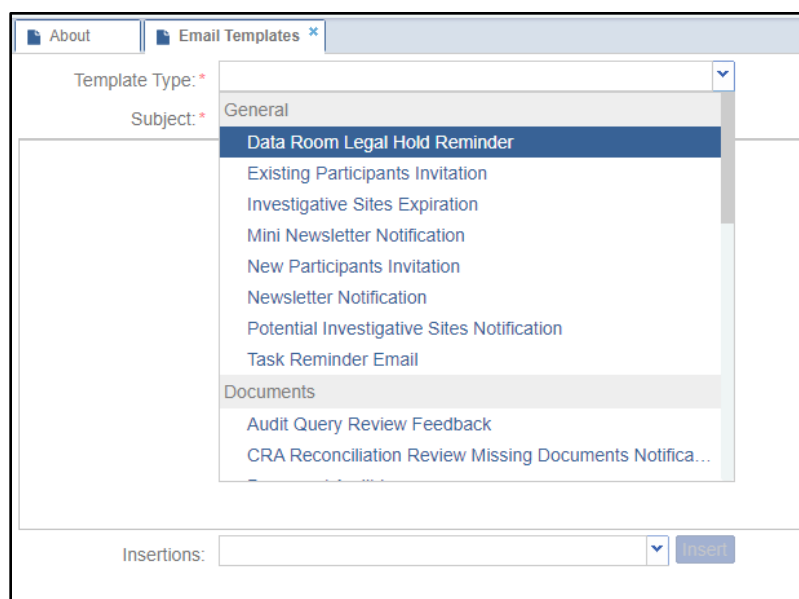 About
Email Templates
Template Type:*
Subject:*
General
Data Room Legal Hold Reminder
Existing Participants Invitation
Investigative Sites Expiration
Mini Newsletter Notification
New Participants Invitation
Newsletter Notification
Potential Investigative Sites Notification
Task Reminder Email
Documents
Audit Query Review Feedback
CRA Reconciliation Review Missing Documents Notifica...
Insertions:
Insert